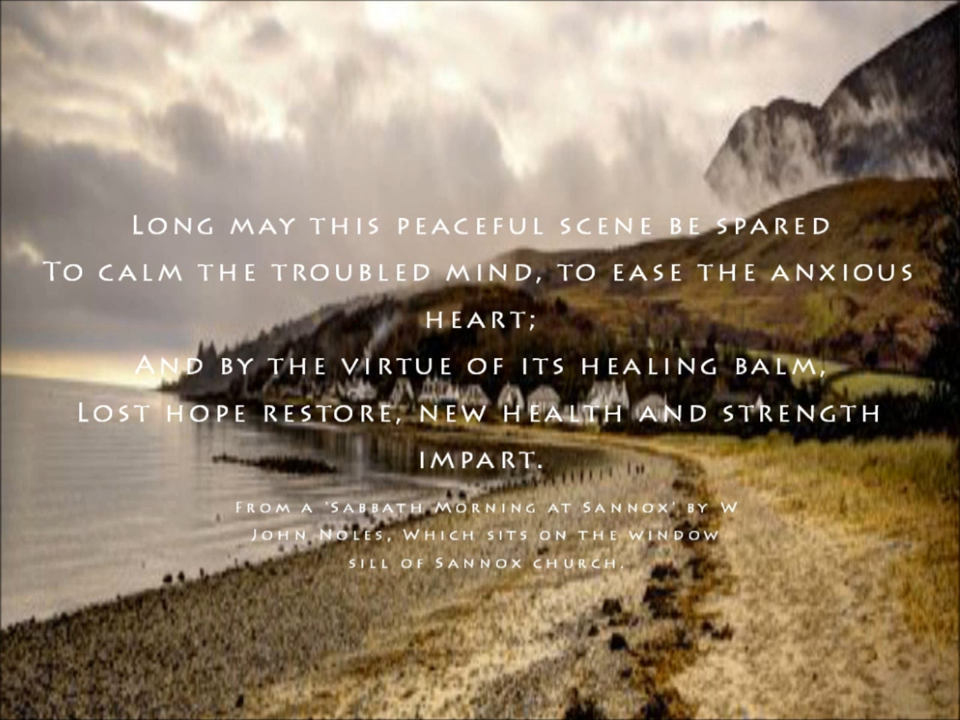 Long may this peaceful scene be spared
To calm the troubled mind, to ease the anxious
heart;
And by the virtue of its healing balm,
Lost hope restore, new health and strength
impart.
From a 'Sabbath Morning at Sannox' by W
John Noles, Which sits on the window
sill of Sannox church.